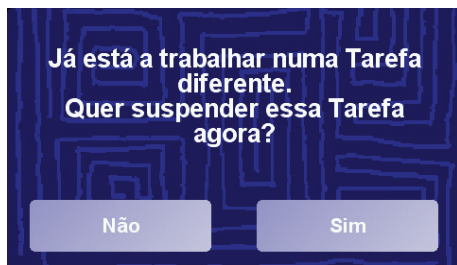 Já está a trabalhar numa Tarefa
diferente.
Quer suspender essa Tarefa
agora?
Não
Sim